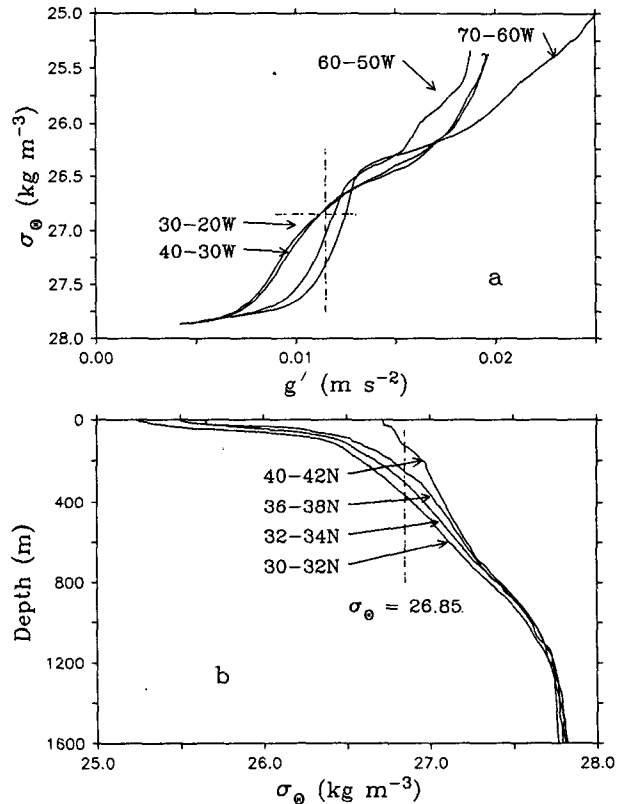 25.0
25.5
26.0
26.5
27.0
27.5
28.0
σΘ (kg m−3)
70−60W
60−50W
30−20W
40−30W
a
0.00
0.01
0.02
g′ (m s−2)
0
400
800
1200
1600
Depth (m)
40−42N
36−38N
32−34N
30−32N
σΘ = 26.85
b
25.0
26.0
27.0
28.0
σΘ (kg m−3)